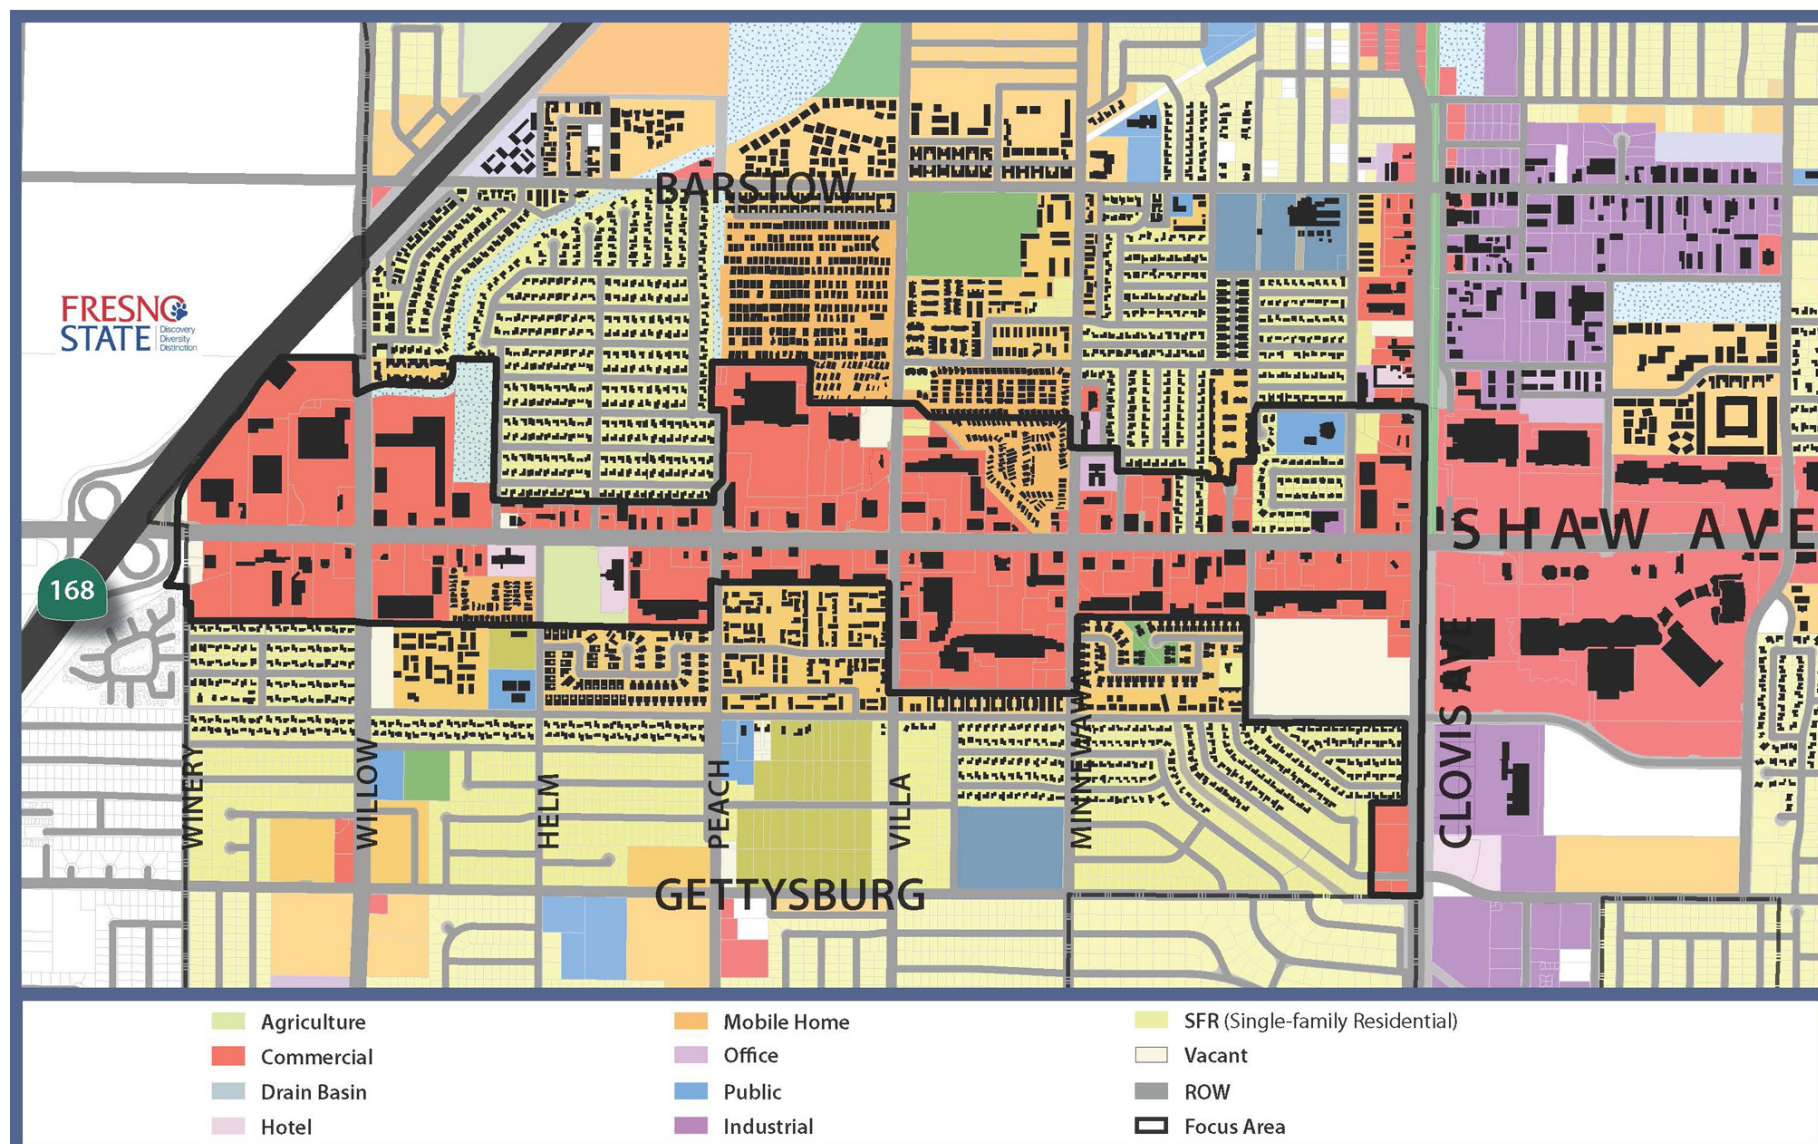 BARSTOW
FRESNO
STATE
Discovery
Diversity
Distinction
SHAW AVE
168
WINERY
WILLOW
HELM
PEACH
VILLA
MINNEWAWA
CLOVIS AVE
GETTYSBURG
Agriculture
Commercial
Drain Basin
Hotel
Mobile Home
Office
Public
Industrial
SFR (Single-family Residential)
Vacant
ROW
Focus Area